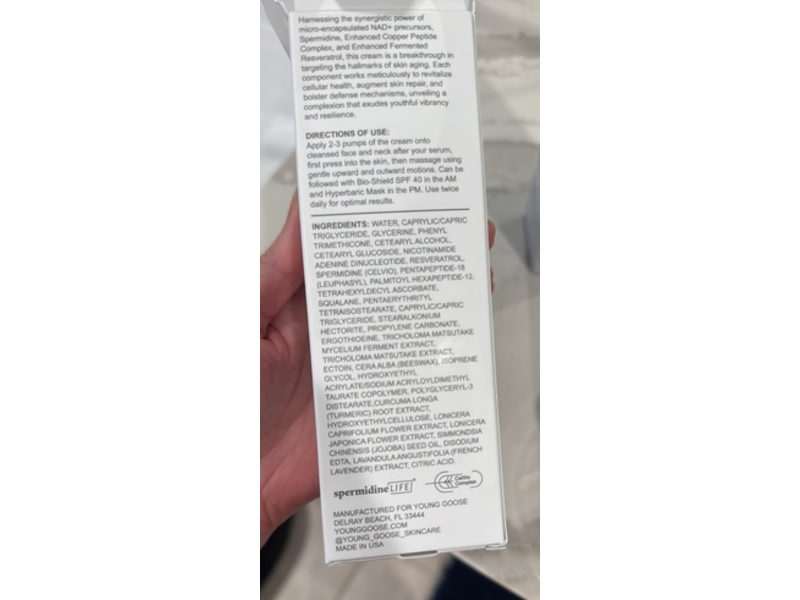 Harnessing the synergistic power of
micro-encapsulated NAD+ precursors,
Spermidine, Enhanced Copper Peptide
Complex, and Enhanced Fermented
Resveratrol, this cream is a breakthrough in
targeting the hallmarks of skin aging. Each
component works meticulously to revitalize
cellular health, augment skin repair, and
bolster defense mechanisms, unveiling a
complexion that exudes youthful vibrancy
and resilience.
DIRECTIONS OF USE:
Apply 2-3 pumps of the cream onto
cleansed face and neck after your serum,
first press into the skin, then massage using
gentle upward and outward motions. Can be
followed with Bio-Shield SPF 40 in the AM
and Hyperbaric Mask in the PM. Use twice
daily for optimal results.
INGREDIENTS: WATER, CAPRYLIC/CAPRIC
TRIGLYCERIDE, GLYCERINE, PHENYL
TRIMETHICONE, CETEARYL ALCOHOL,
CETEARYL GLUCOSIDE, NICOTINAMIDE
ADENINE DINUCLEOTIDE, RESVERATROL,
SPERMIDINE (CELVIO), PENTAPEPTIDE-18
(LEUPHASYL), PALMITOYL HEXAPEPTIDE-12,
TETRAHEXYLDECYL ASCORBATE,
SQUALANE, PENTAERYTHRITYL
TETRAISOSTEARATE, CAPRYLIC/CAPRIC
TRIGLYCERIDE, STEARALKONIUM
HECTORITE, PROPYLENE CARBONATE,
ERGOTHIOEINE, TRICHOLOMA MATSUTAKE
MYCELIUM FERMENT EXTRACT,
TRICHOLOMA MATSUTAKE EXTRACT,
ECTOIN, CERA ALBA (BEESWAX), ISOPRENE
GLYCOL, HYDROXYETHYL
ACRYLATE/SODIUM ACRYLOYLDIMETHYL
TAURATE COPOLYMER, POLYGLYCERYL-3
DISTEARATE,CURCUMA LONGA
(TURMERIC) ROOT EXTRACT,
HYDROXYETHYLCELLULOSE, LONICERA
CAPRIFOLIUM FLOWER EXTRACT, LONICERA
JAPONICA FLOWER EXTRACT, SIMMONDSIA
CHINENSIS (JOJOBA) SEED OIL, DISODIUM
EDTA, LAVANDULA ANGUSTIFOLIA (FRENCH
LAVENDER) EXTRACT, CITRIC ACID.
spermidine LIFE®
Complex
MANUFACTURED FOR YOUNG GOOSE
DELRAY BEACH, FL 33444
YOUNGGOOSE.COM
@YOUNG_GOOSE_SKINCARE
MADE IN USA